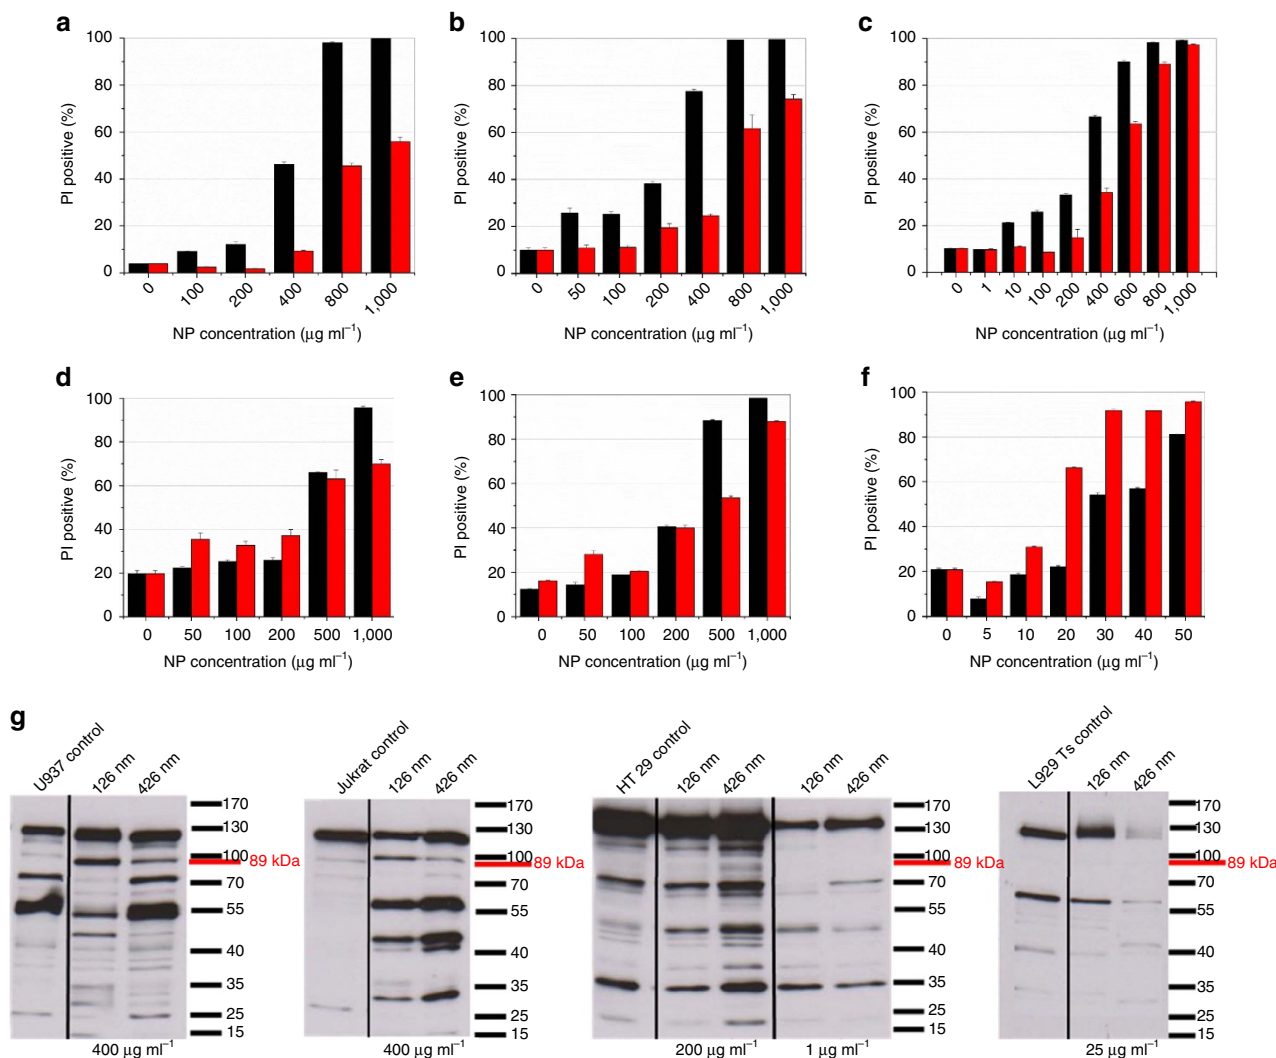 a
PI positive (%)
100
80
60
40
20
0
0 100 200 400 800 1,000
NP concentration (µg ml⁻¹)
b
PI positive (%)
100
80
60
40
20
0
0 50 100 200 400 800 1,000
NP concentration (µg ml⁻¹)
c
PI positive (%)
100
80
60
40
20
0
0 1 10 100 200 400 600 800 1,000
NP concentration (µg ml⁻¹)
d
PI positive (%)
100
80
60
40
20
0
0 50 100 200 500 1,000
NP concentration (µg ml⁻¹)
e
PI positive (%)
100
80
60
40
20
0
0 50 100 200 500 1,000
NP concentration (µg ml⁻¹)
f
PI positive (%)
100
80
60
40
20
0
0 5 10 20 30 40 50
NP concentration (µg ml⁻¹)
g
U937 control
126 nm
426 nm
170
130
100
89 kDa
70
55
40
35
25
15
400 µg ml⁻¹
Jukrat control
126 nm
426 nm
170
130
100
89 kDa
70
55
40
35
25
15
400 µg ml⁻¹
HT 29 control
126 nm
426 nm
126 nm
426 nm
170
130
100
89 kDa
70
55
40
35
25
15
200 µg ml⁻¹
1 µg ml⁻¹
L929 Ts control
126 nm
426 nm
170
130
100
89 kDa
70
55
40
35
25
15
25 µg ml⁻¹